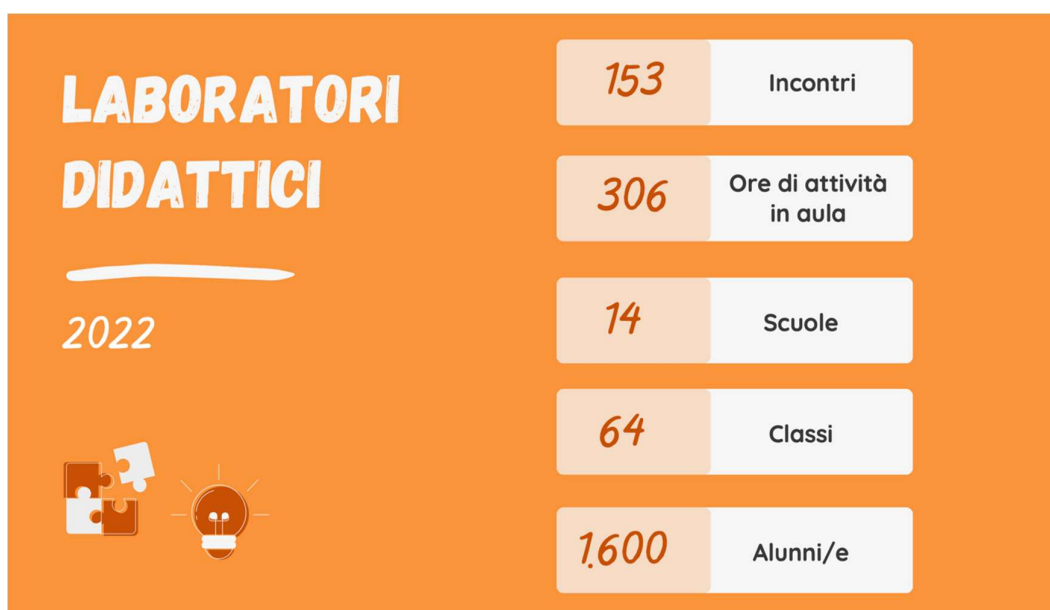 LABORATORI
DIDATTICI
2022
153
Incontri
306
Ore di attività
in aula
14
Scuole
64
Classi
1.600
Alunni/e